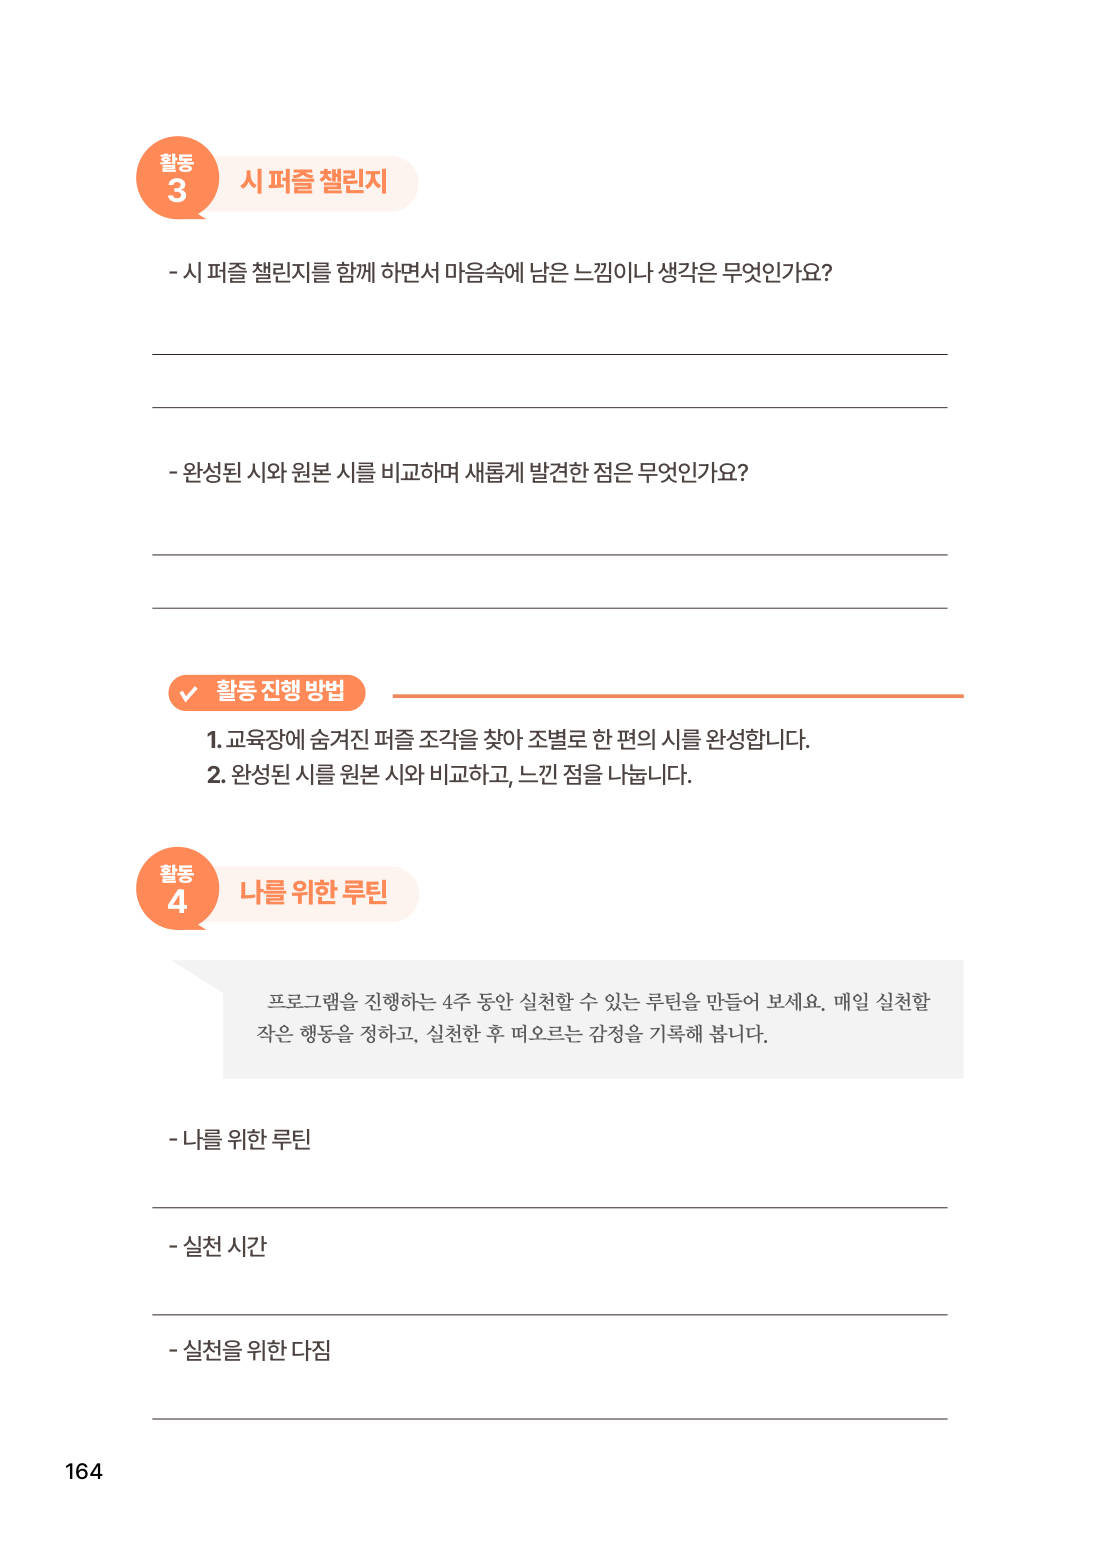 활동
3
시 퍼즐 챌린지
- 시 퍼즐 챌린지를 함께 하면서 마음속에 남은 느낌이나 생각은 무엇인가요?
- 완성된 시와 원본 시를 비교하며 새롭게 발견한 점은 무엇인가요?
활동 진행 방법
1. 교육장에 숨겨진 퍼즐 조각을 찾아 조별로 한 편의 시를 완성합니다.
2. 완성된 시를 원본 시와 비교하고, 느낀 점을 나눕니다.
활동
4
나를 위한 루틴
프로그램을 진행하는 4주 동안 실천할 수 있는 루틴을 만들어 보세요. 매일 실천할
작은 행동을 정하고, 실천한 후 떠오르는 감정을 기록해 봅니다.
- 나를 위한 루틴
- 실천 시간
- 실천을 위한 다짐
164